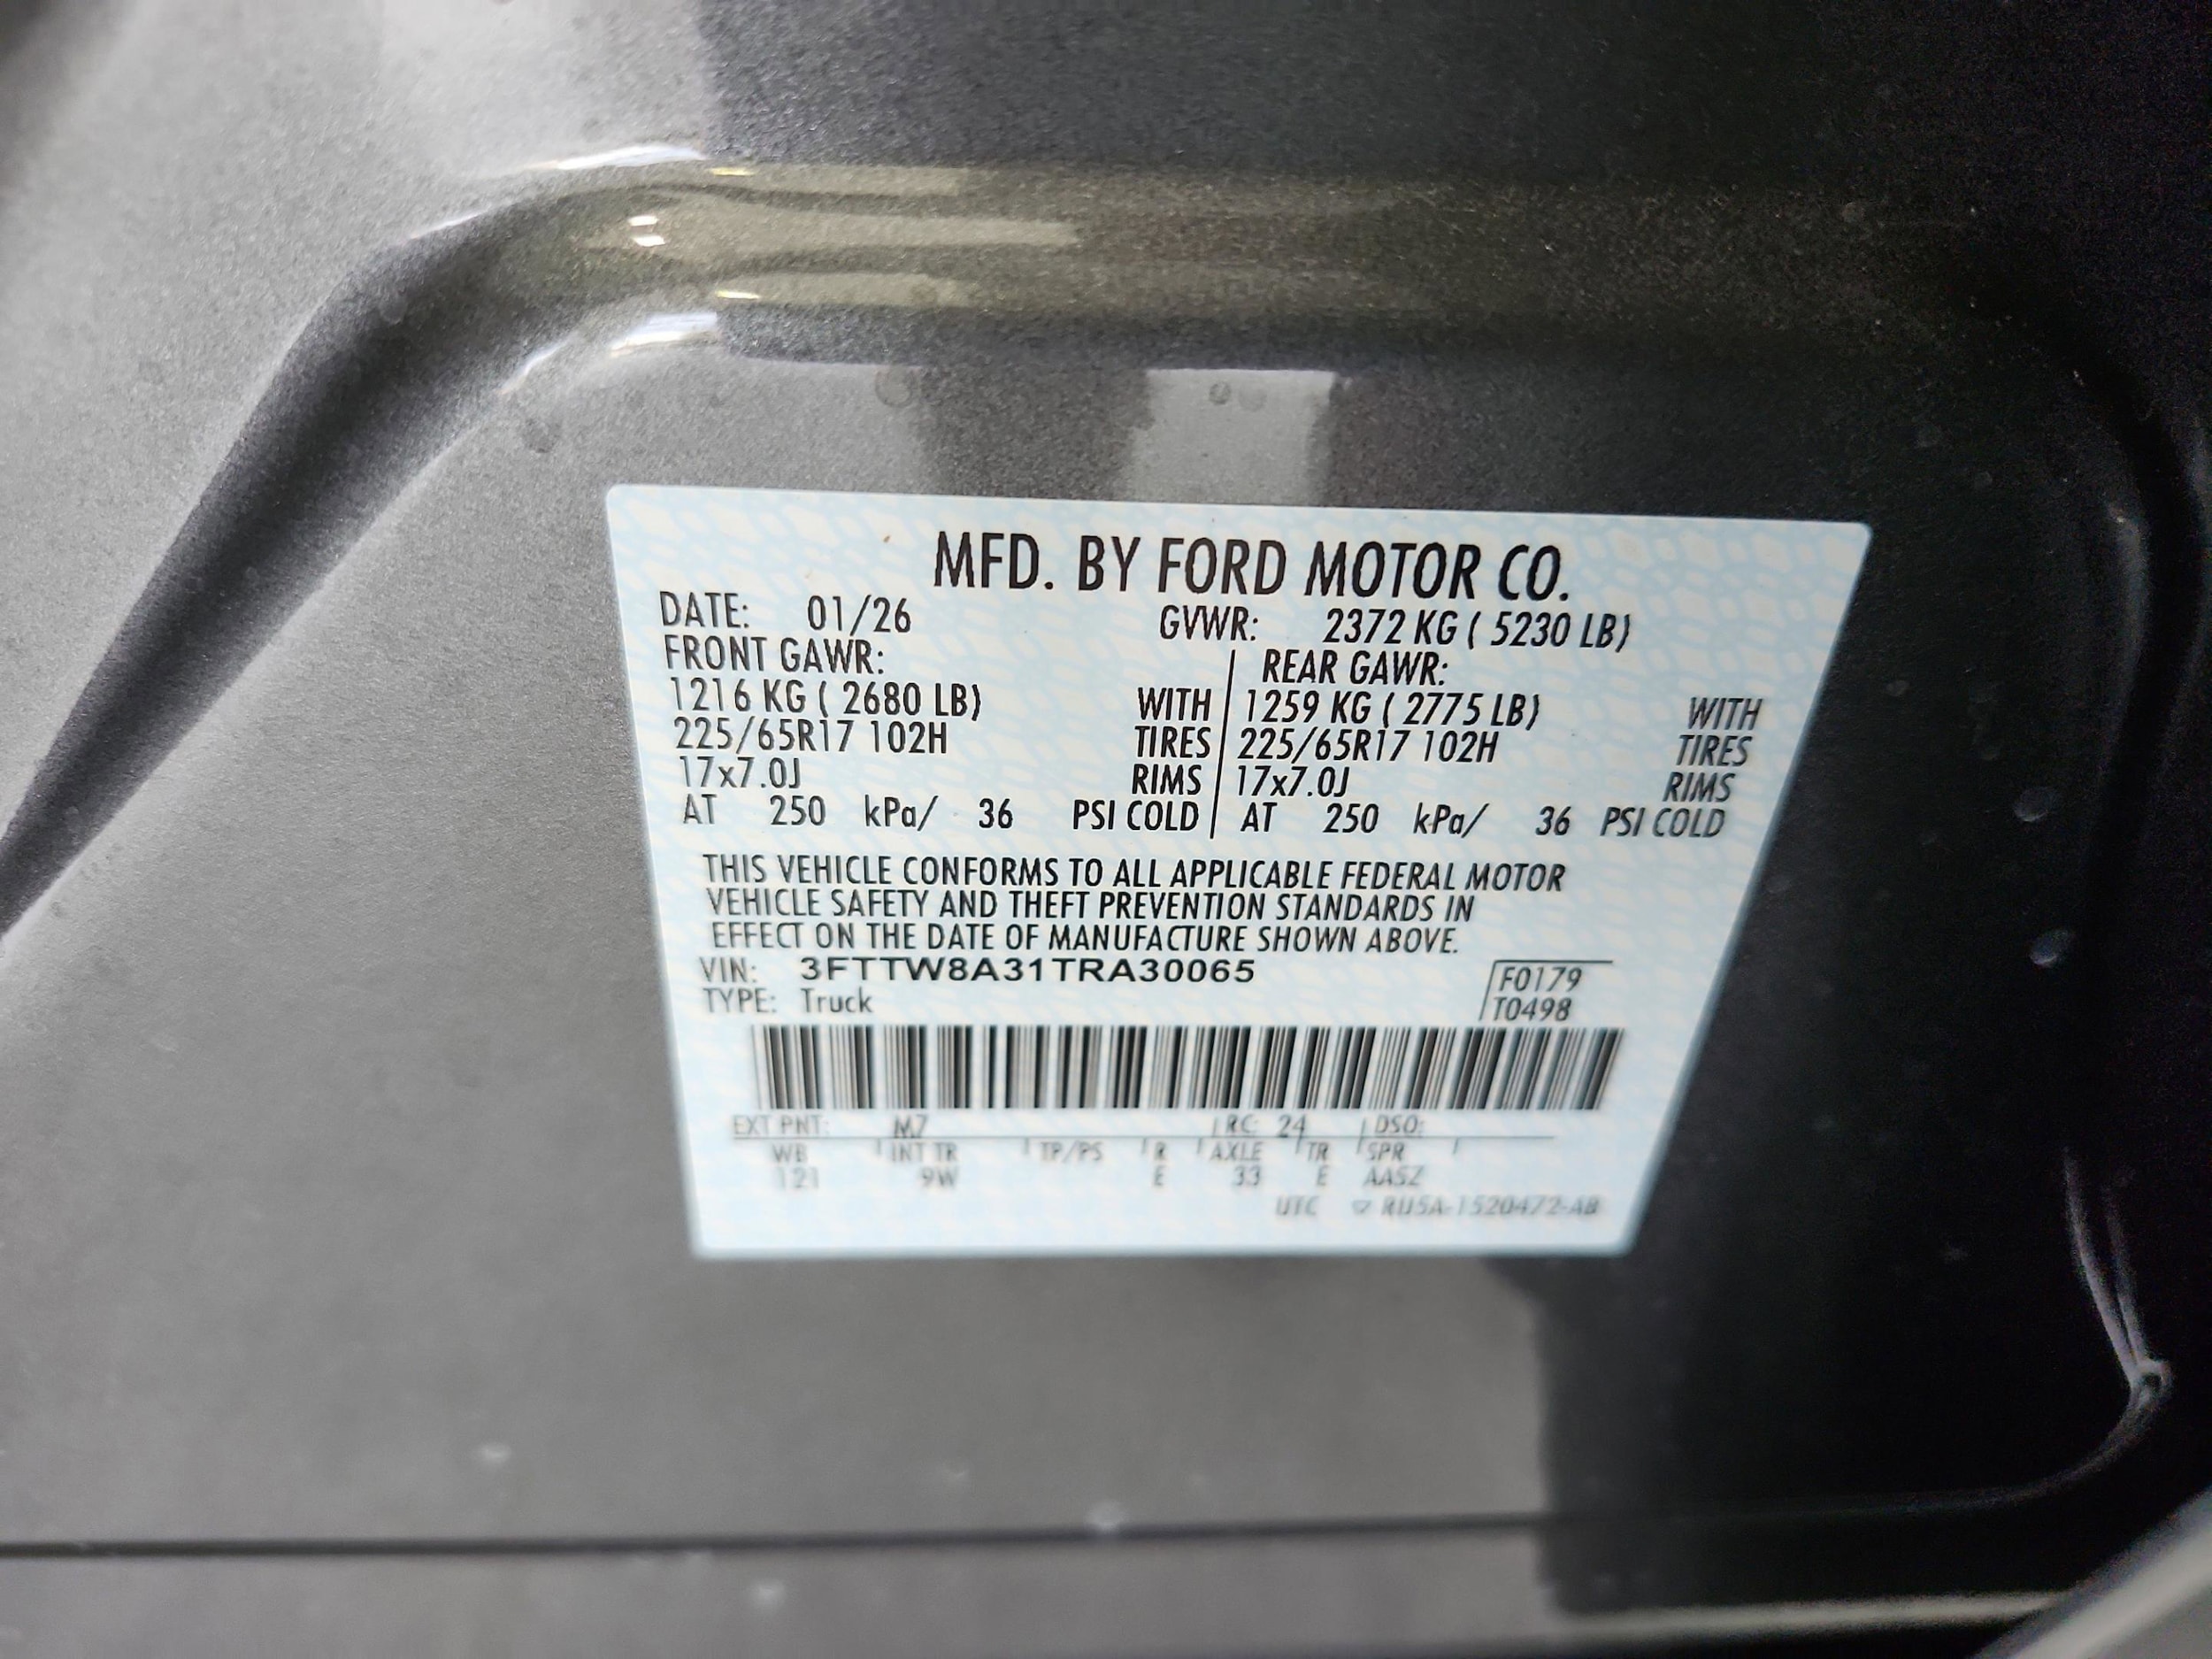 MFD. BY FORD MOTOR CO.
DATE: 01/26 GVWR: 2372 KG ( 5230 LB)
FRONT GAWR: REAR GAWR:
1216 KG ( 2680 LB) WITH 1259 KG ( 2775 LB) WITH
225/65R17 102H TIRES 225/65R17 102H TIRES
17x7.0J RIMS 17x7.0J RIMS
AT 250 kPa/ 36 PSI COLD AT 250 kPa/ 36 PSI COLD
THIS VEHICLE CONFORMS TO ALL APPLICABLE FEDERAL MOTOR
VEHICLE SAFETY AND THEFT PREVENTION STANDARDS IN
EFFECT ON THE DATE OF MANUFACTURE SHOWN ABOVE.
VIN: 3FTTW8A31TRA30065 F0179
TYPE: Truck T0498
EXT PNT: M7 RC: 24 DSO:
WB INT TR TP/PS R AXLE TR SPR
121 9W E 33 E AASZ
UTC ▽ RU5A-1520472-AB